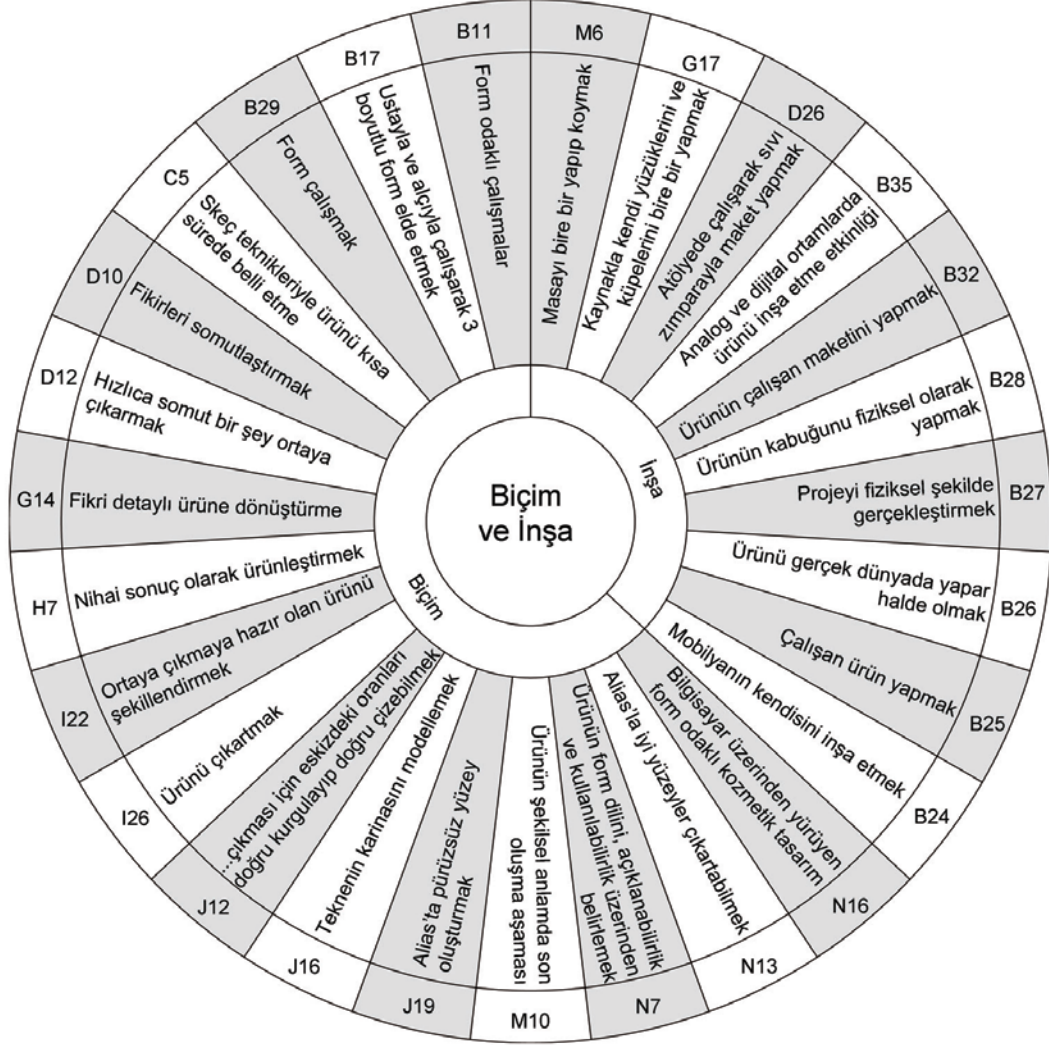 Biçim
ve İnşa
İnşa
Biçim
M6
Masayı bire bir yapıp koymak
G17
Kaynakla kendi yüzüklerini ve
küpelerini bire bir yapmak
D26
Atölyede çalışarak sıvı
zımparayla maket yapmak
B35
Analog ve dijital ortamlarda
ürünü inşa etme etkinliği
B32
Ürünün çalışan maketini yapmak
B28
Ürünün kabuğunu fiziksel olarak
yapmak
B27
Projeyi fiziksel şekilde
gerçekleştirmek
B26
Ürünü gerçek dünyada yapar
halde olmak
B25
Çalışan ürün yapmak
B24
Mobilyanın kendisini inşa etmek
N16
Bilgisayar üzerinden yürüyen
form odaklı kozmetik tasarım
N13
Alias'la iyi yüzeyler çıkartabilmek
N7
Ürünün form dilini, açıklanabilirlik
ve kullanılabilirlik üzerinden
belirlemek
M10
Ürünün şekilsel anlamda son
oluşma aşaması
J19
Alias'ta pürüzsüz yüzey
oluşturmak
J16
Teknenin karinasını modellemek
J12
...çıkması için eskizdeki oranları
doğru kurgulayıp doğru çizebilmek
I26
Ürünü çıkartmak
I22
Ortaya çıkmaya hazır olan ürünü
şekillendirmek
H7
Nihai sonuç olarak ürünleştirmek
G14
Fikri detaylı ürüne dönüştürme
D12
Hızlıca somut bir şey ortaya
çıkarmak
D10
Fikirleri somutlaştırmak
C5
Skeç teknikleriyle ürünü kısa
sürede belli etme
B29
Form çalışmak
B17
Ustayla ve alçıyla çalışarak 3
boyutlu form elde etmek
B11
Form odaklı çalışmalar